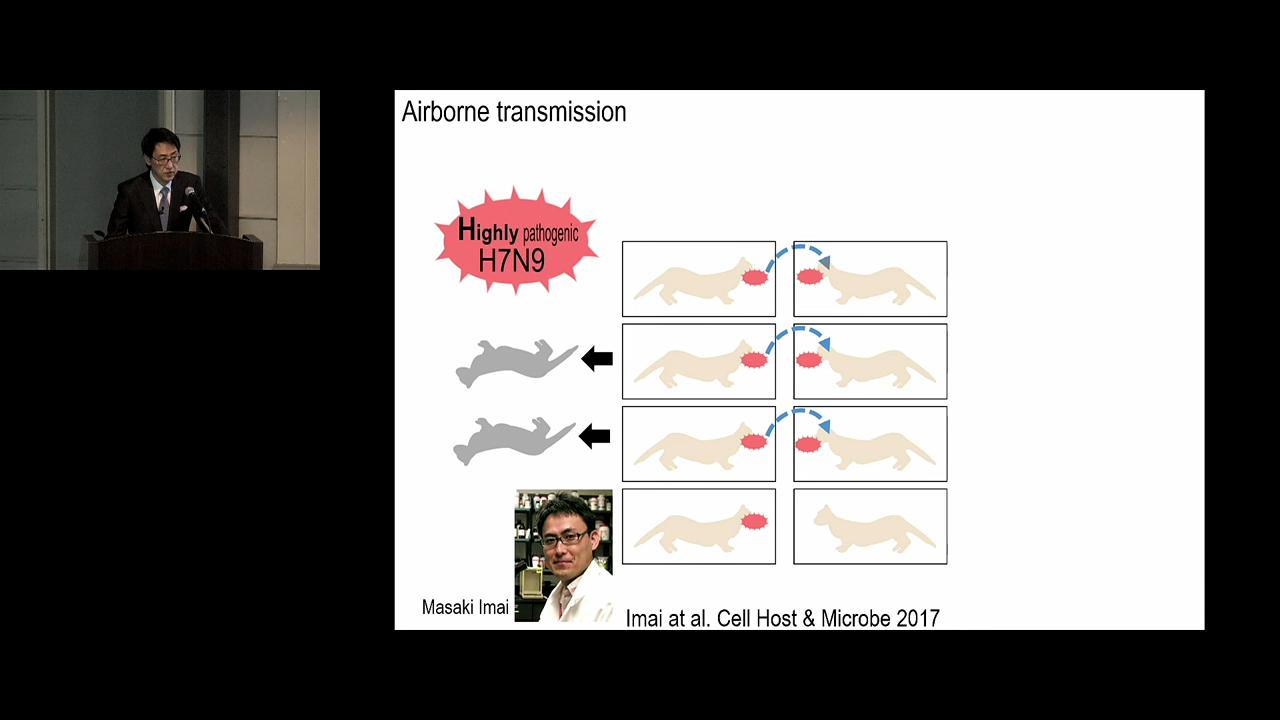 Airborne transmission
Highly pathogenic
H7N9
Masaki Imai
Imai at al. Cell Host & Microbe 2017